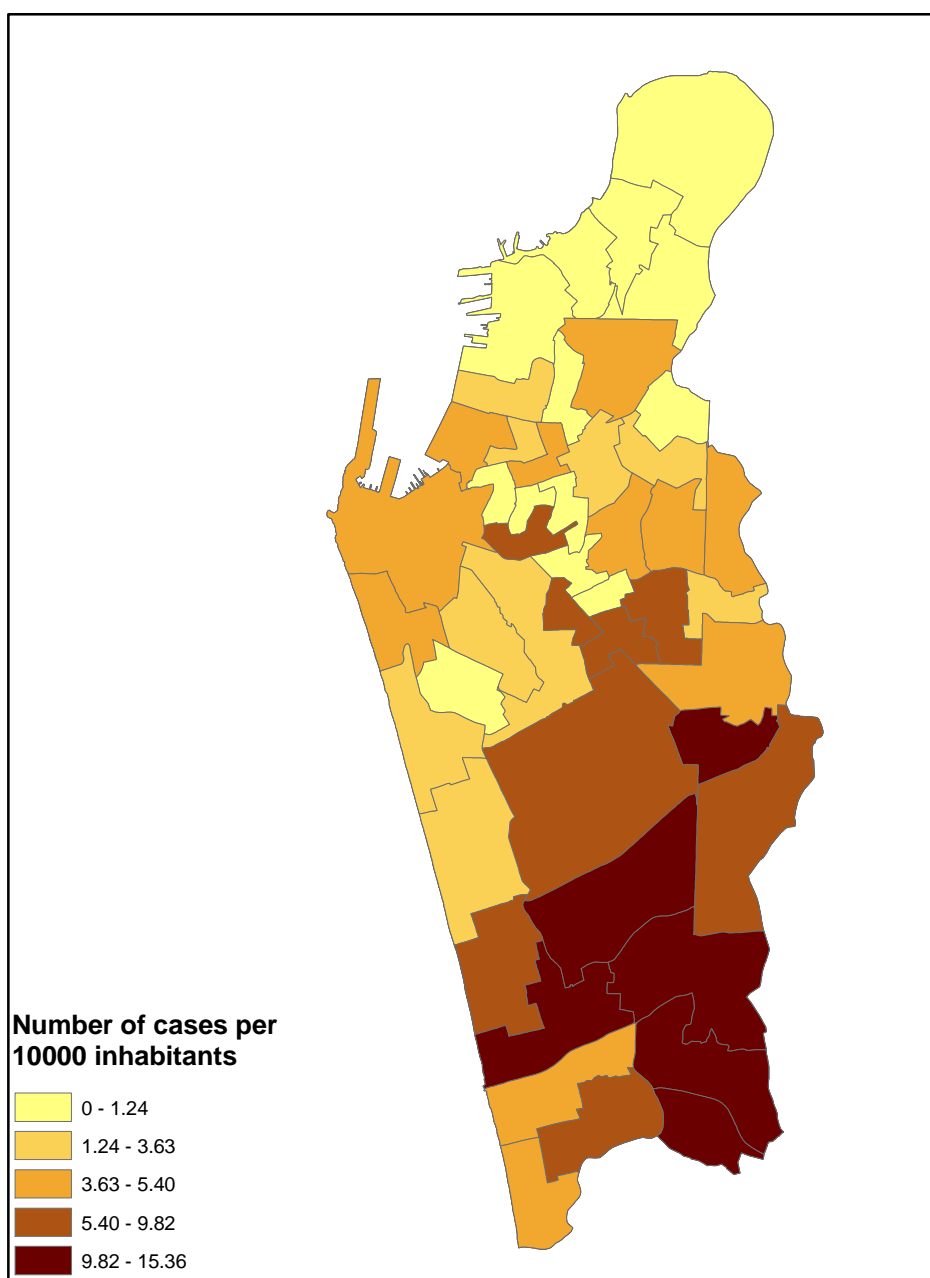 Number of cases per
10000 inhabitants
0 - 1.24
1.24 - 3.63
3.63 - 5.40
5.40 - 9.82
9.82 - 15.36